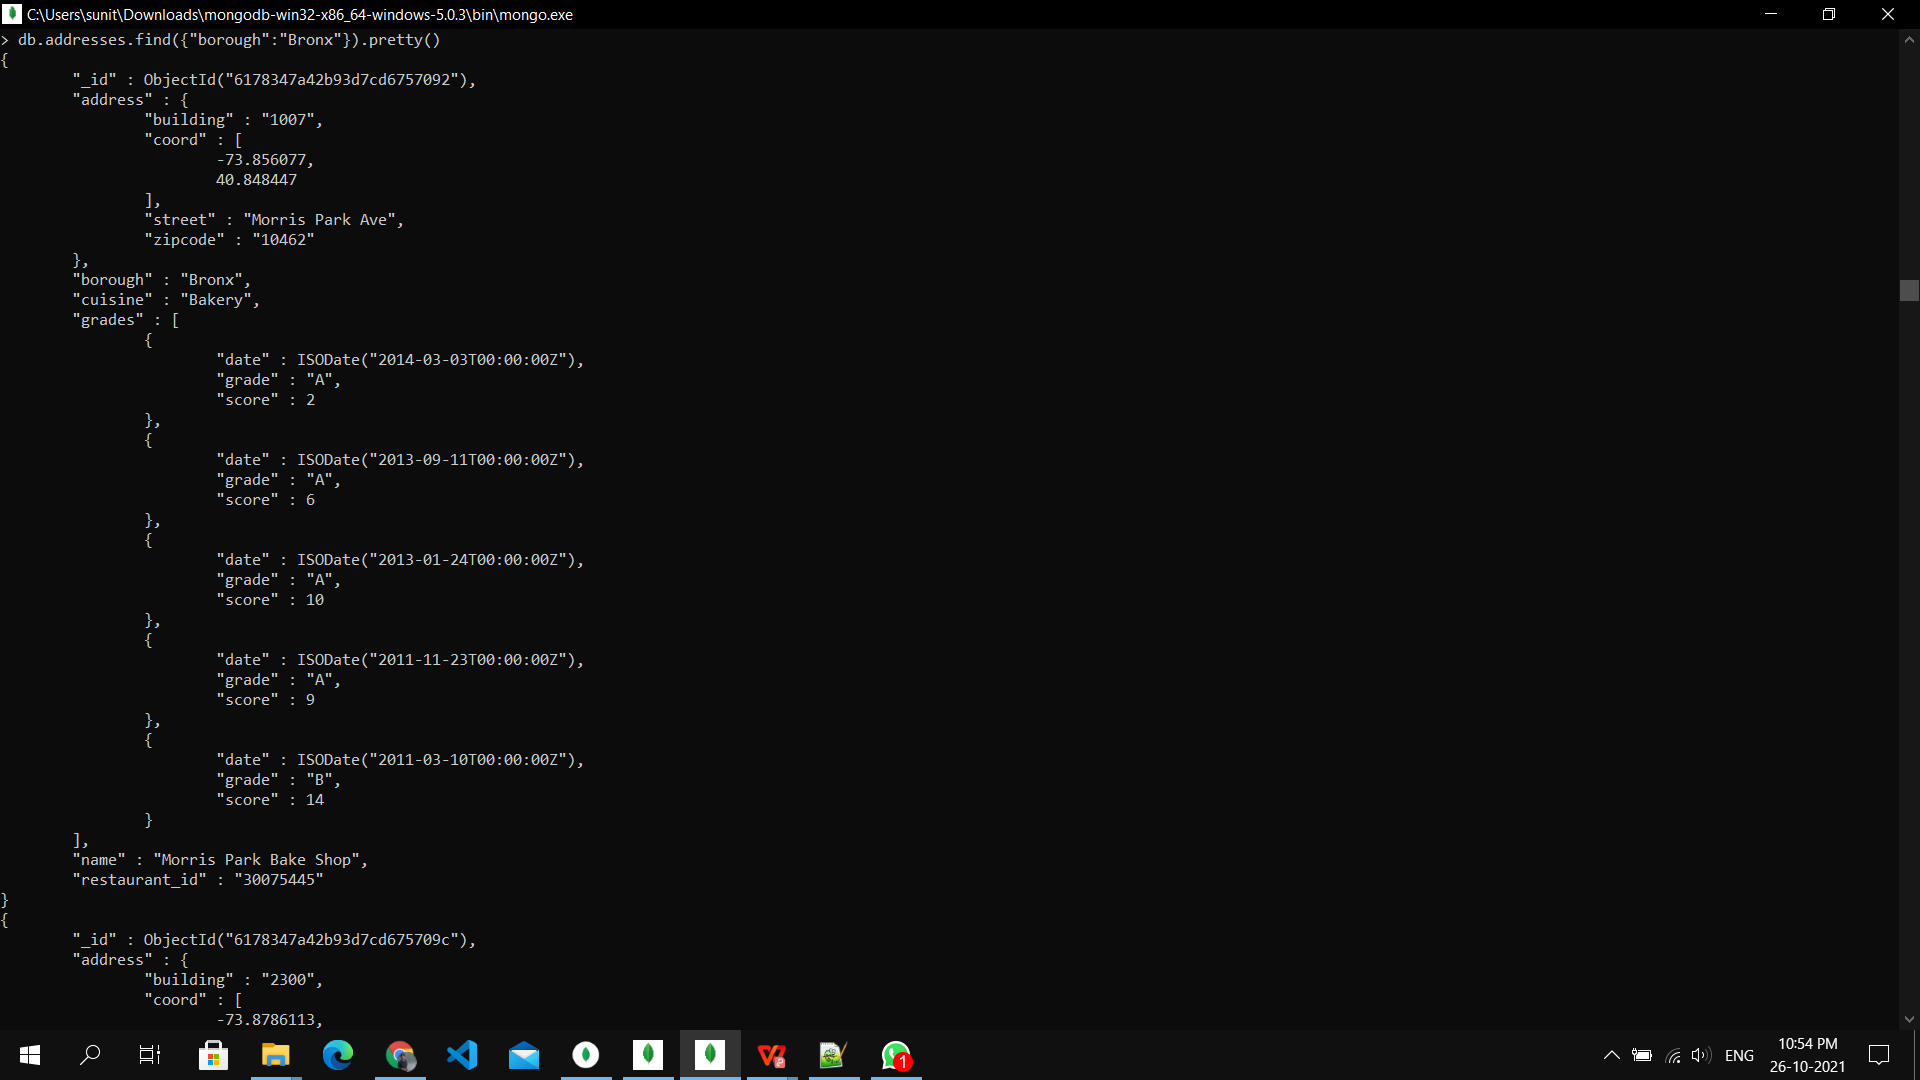 C:\Users\sunit\Downloads\mongodb-win32-x86_64-windows-5.0.3\bin\mongo.exe
> db.addresses.find({"borough":"Bronx"}).pretty()
{
        "_id" : ObjectId("6178347a42b93d7cd6757092"),
        "address" : {
                "building" : "1007",
                "coord" : [
                        -73.856077,
                        40.848447
                ],
                "street" : "Morris Park Ave",
                "zipcode" : "10462"
        },
        "borough" : "Bronx",
        "cuisine" : "Bakery",
        "grades" : [
                {
                        "date" : ISODate("2014-03-03T00:00:00Z"),
                        "grade" : "A",
                        "score" : 2
                },
                {
                        "date" : ISODate("2013-09-11T00:00:00Z"),
                        "grade" : "A",
                        "score" : 6
                },
                {
                        "date" : ISODate("2013-01-24T00:00:00Z"),
                        "grade" : "A",
                        "score" : 10
                },
                {
                        "date" : ISODate("2011-11-23T00:00:00Z"),
                        "grade" : "A",
                        "score" : 9
                },
                {
                        "date" : ISODate("2011-03-10T00:00:00Z"),
                        "grade" : "B",
                        "score" : 14
                }
        ],
        "name" : "Morris Park Bake Shop",
        "restaurant_id" : "30075445"
}
{
        "_id" : ObjectId("6178347a42b93d7cd675709c"),
        "address" : {
                "building" : "2300",
                "coord" : [
                        -73.8786113,
1
ENG
10:54 PM
26-10-2021